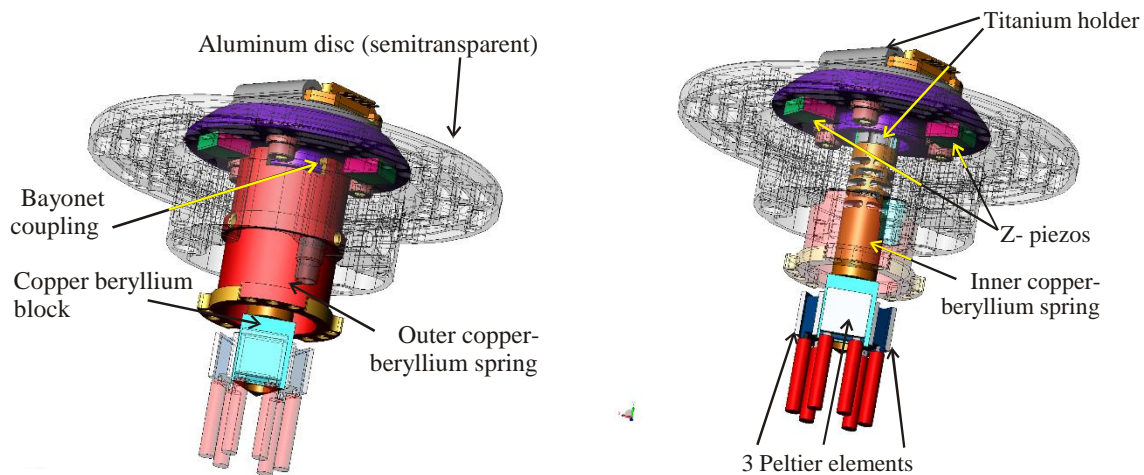 Aluminum disc (semitransparent)
Bayonet
coupling
Copper beryllium
block
Outer copper-
beryllium spring
Titanium holder
Z- piezos
Inner copper-
beryllium spring
3 Peltier elements